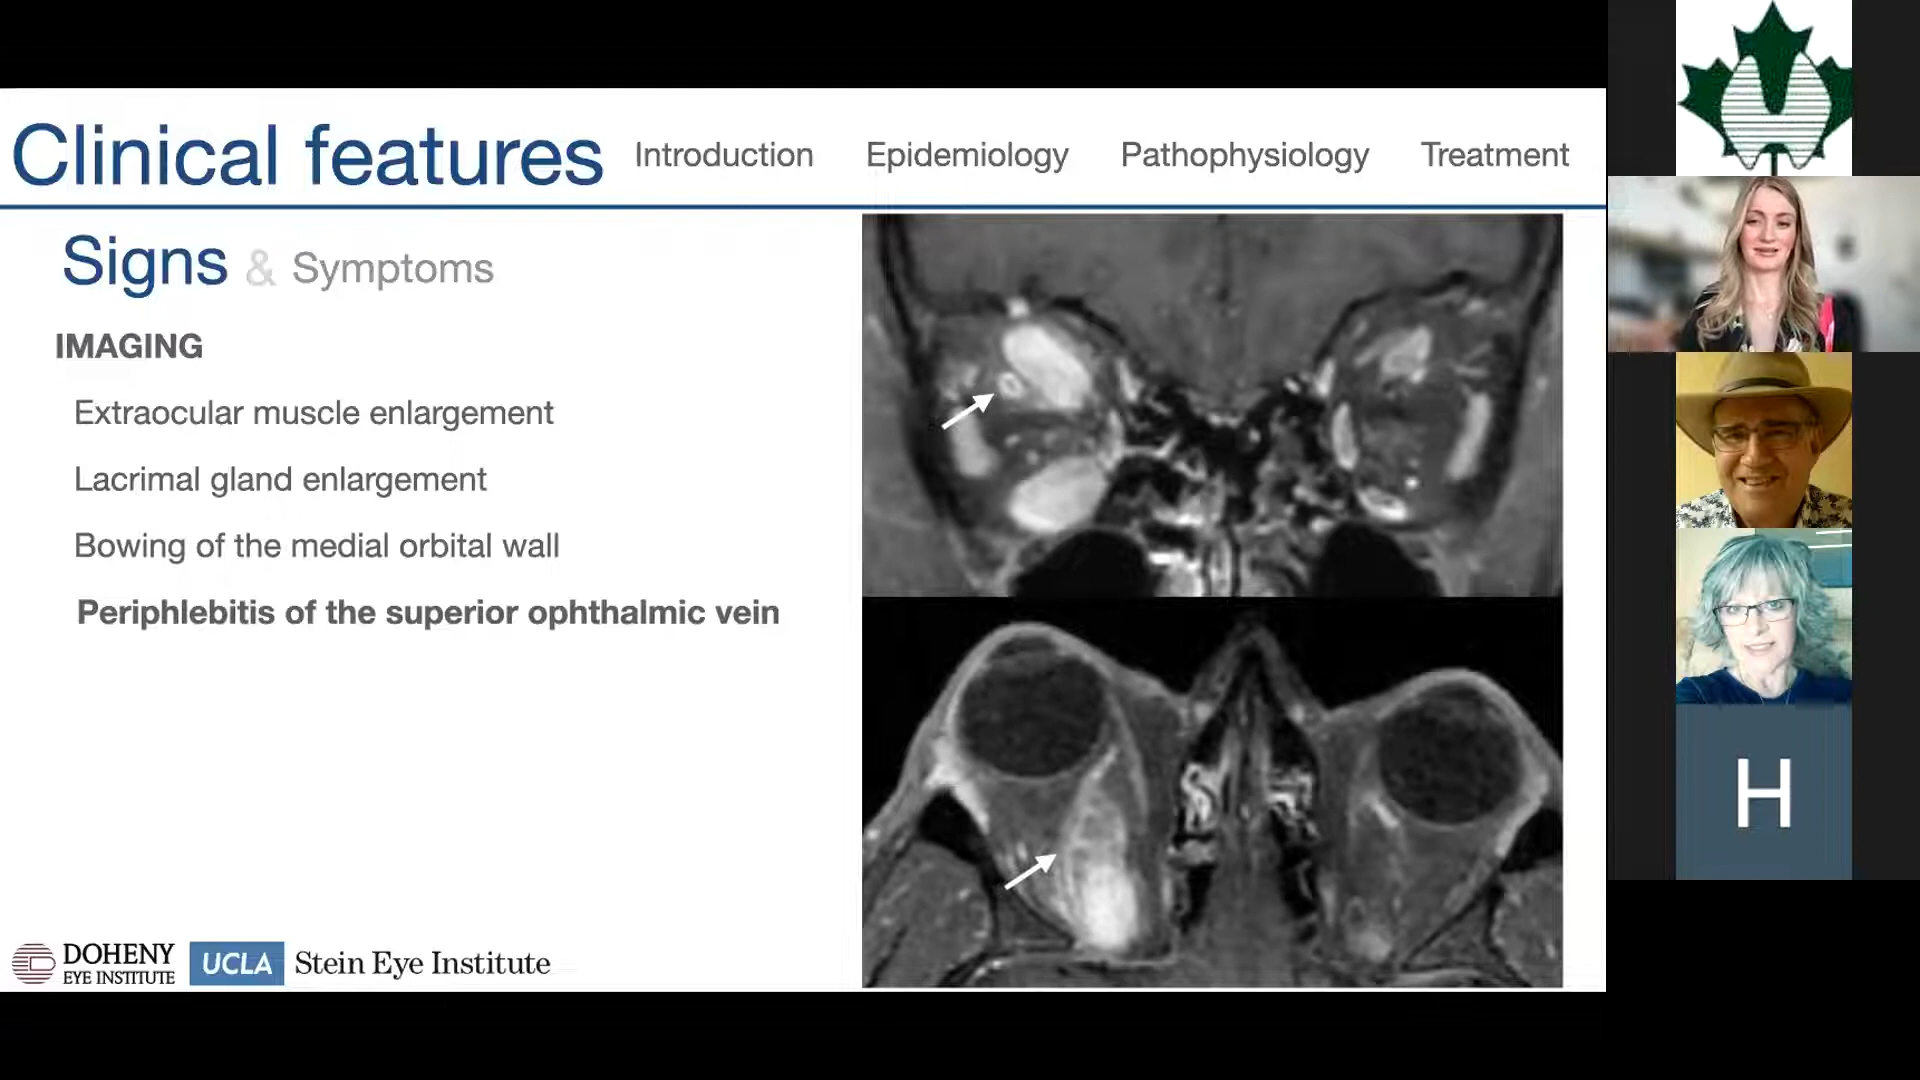 Clinical features Introduction Epidemiology Pathophysiology Treatment
Signs & Symptoms
IMAGING
Extraocular muscle enlargement
Lacrimal gland enlargement
Bowing of the medial orbital wall
Periphlebitis of the superior ophthalmic vein
DOHENY
EYE INSTITUTE
UCLA Stein Eye Institute
H